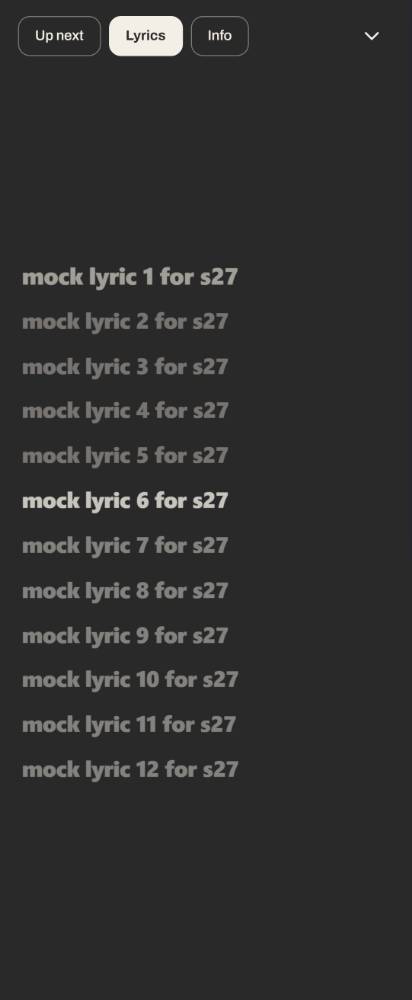 Up next Lyrics Info
mock lyric 1 for s27
mock lyric 2 for s27
mock lyric 3 for s27
mock lyric 4 for s27
mock lyric 5 for s27
mock lyric 6 for s27
mock lyric 7 for s27
mock lyric 8 for s27
mock lyric 9 for s27
mock lyric 10 for s27
mock lyric 11 for s27
mock lyric 12 for s27